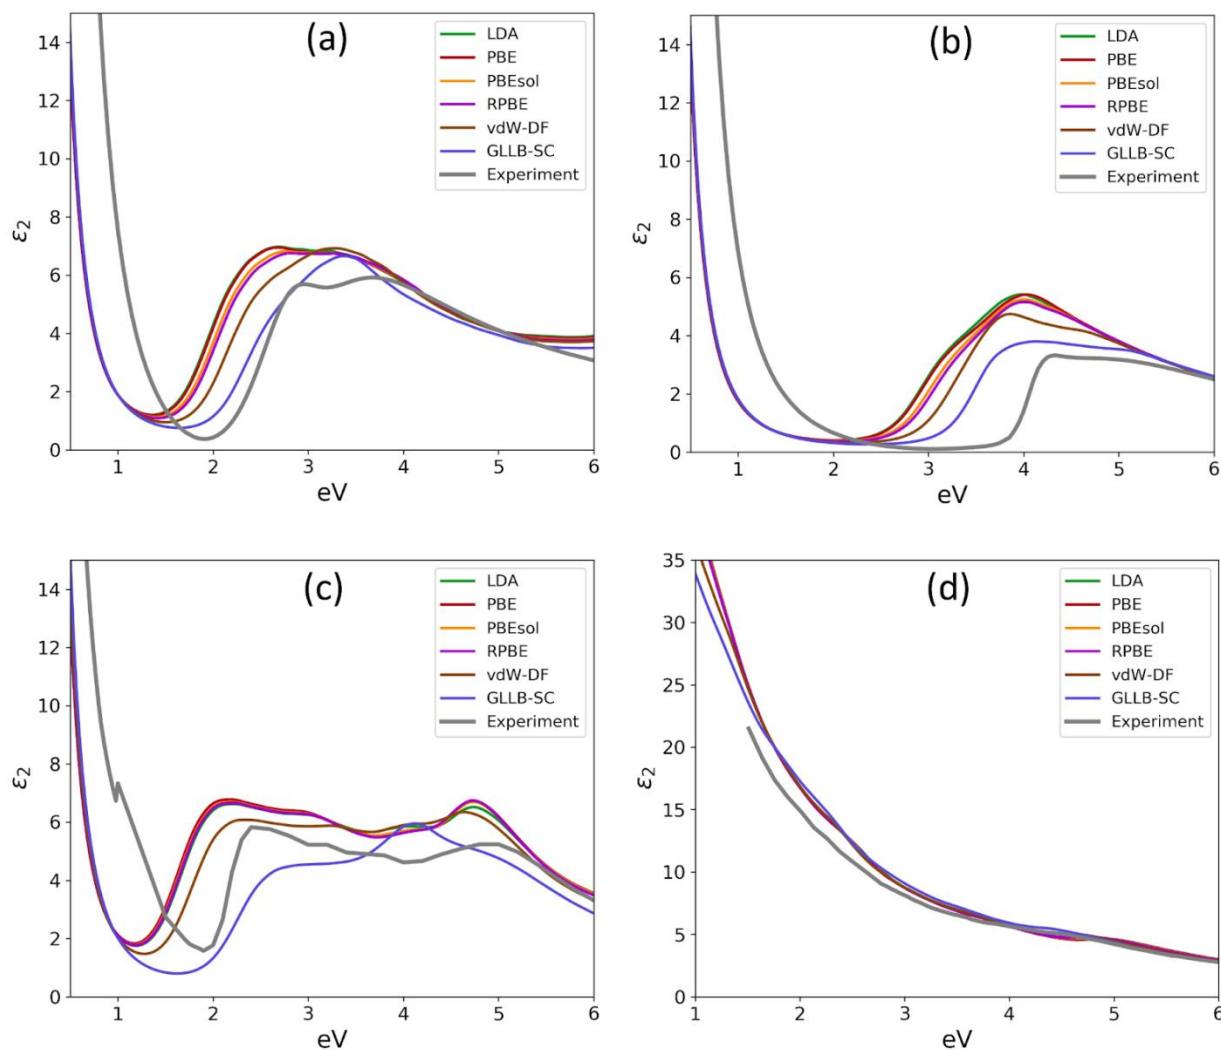 (a)
LDA
PBE
PBEsol
RPBE
vdW-DF
GLLB-SC
Experiment
14
12
10
8
6
4
2
0
ε2
1 2 3 4 5 6
eV
(b)
LDA
PBE
PBEsol
RPBE
vdW-DF
GLLB-SC
Experiment
14
12
10
8
6
4
2
0
ε2
1 2 3 4 5 6
eV
(c)
LDA
PBE
PBEsol
RPBE
vdW-DF
GLLB-SC
Experiment
14
12
10
8
6
4
2
0
ε2
1 2 3 4 5 6
eV
(d)
LDA
PBE
PBEsol
RPBE
vdW-DF
GLLB-SC
Experiment
35
30
25
20
15
10
5
0
ε2
1 2 3 4 5 6
eV